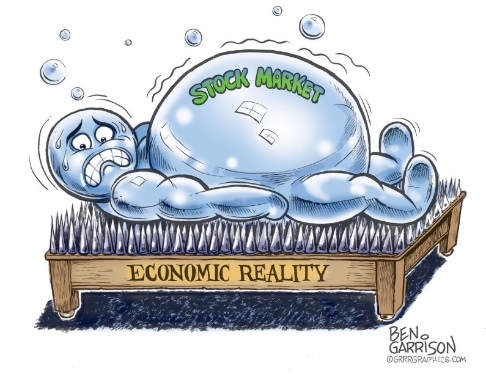 STOCK MARKET
ECONOMIC REALITY
BEN.
GARRISON
©GRRRGRAPHICS.COM